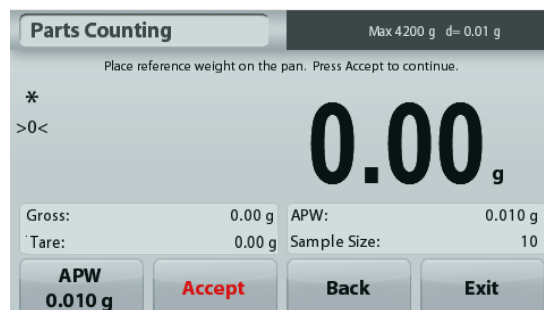 Parts Counting
Max 4200 g d= 0.01 g
Place reference weight on the pan. Press Accept to continue.
*
>0<
0.00 g
Gross: 0.00 g APW: 0.010 g
Tare: 0.00 g Sample Size: 10
APW
0.010 g
Accept
Back
Exit